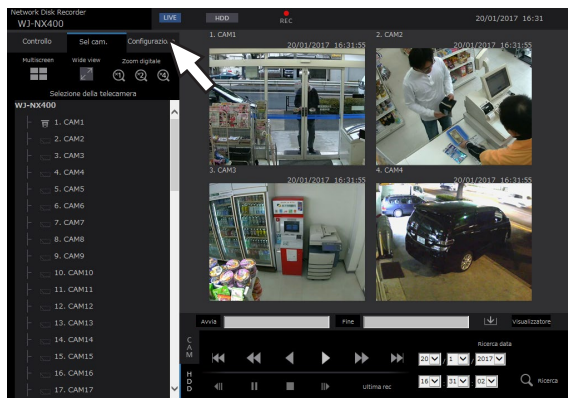 Network Disk Recorder
WJ-NX400
LIVE
HDD
REC
20/01/2017 16:31
Controllo
Sel cam.
Configurazio
Multiscreen
Wide view
Zoom digitale
x1
x2
x4
Selezione della telecamera
WJ-NX400
1. CAM1
2. CAM2
3. CAM3
4. CAM4
5. CAM5
6. CAM6
7. CAM7
8. CAM8
9. CAM9
10. CAM10
11. CAM11
12. CAM12
13. CAM13
14. CAM14
15. CAM15
16. CAM16
17. CAM17
1. CAM1
20/01/2017 16:31:55
2. CAM2
20/01/2017 16:31:55
3. CAM3
20/01/2017 16:31:55
4. CAM4
20/01/2017 16:31:55
Avvia
Fine
Visualizzatore
CAM
HDD
Ultima rec
Ricerca data
20 / 1 / 2017
16 : 31 : 02
Ricerca